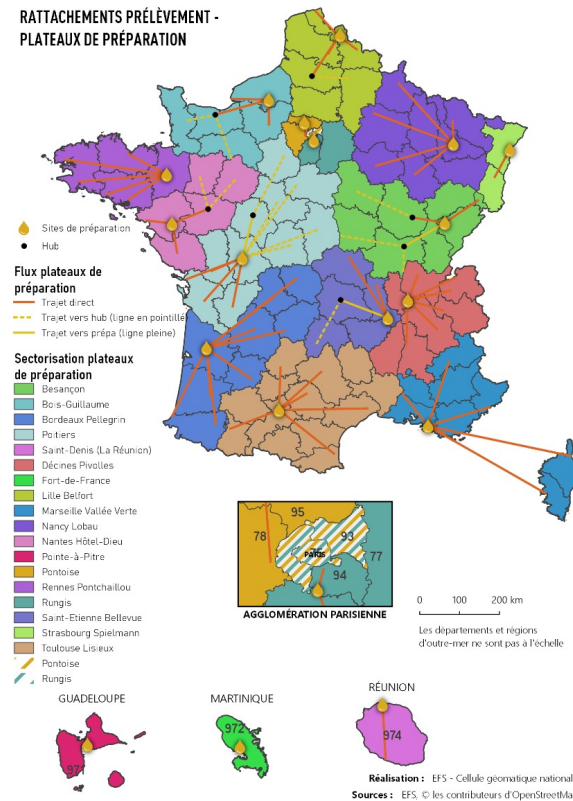 RATTACHEMENTS PRÉLÈVEMENT -
PLATEAUX DE PRÉPARATION
Sites de préparation
Hub
Flux plateaux de
préparation
Trajet direct
Trajet vers hub (ligne en pointillé)
Trajet vers prépa (ligne pleine)
Sectorisation plateaux
de préparation
Besançon
Bois-Guillaume
Bordeaux Pellegrin
Poitiers
Saint-Denis (La Réunion)
Décines Pivolles
Fort-de-France
Lille Belfort
Marseille Vallée Verte
Nancy Lobau
Nantes Hôtel-Dieu
Pointe-à-Pitre
Pontoise
Rennes Pontchaillou
Rungis
Saint-Etienne Bellevue
Strasbourg Spielmann
Toulouse Lisieux
Pontoise
Rungis
95
78
93
PARIS
77
94
AGGLOMÉRATION PARISIENNE
0 100 200 km
Les départements et régions
d'outre-mer ne sont pas à l'échelle
GUADELOUPE
971
MARTINIQUE
972
RÉUNION
974
Réalisation : EFS - Cellule géomatique national
Sources : EFS, © les contributeurs d'OpenStreetMa